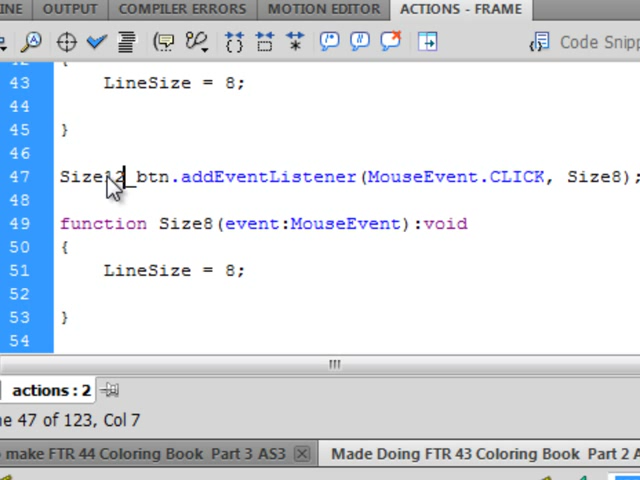 INE OUTPUT COMPILER ERRORS MOTION EDITOR ACTIONS - FRAME
Code Snipp
42 {
43 LineSize = 8;
44
45 }
46
47 Size12_btn.addEventListener(MouseEvent.CLICK, Size8);
48
49 function Size8(event:MouseEvent):void
50 {
51 LineSize = 8;
52
53 }
54
actions : 2
ne 47 of 123, Col 7
o make FTR 44 Coloring Book Part 3 AS3 Made Doing FTR 43 Coloring Book Part 2 A